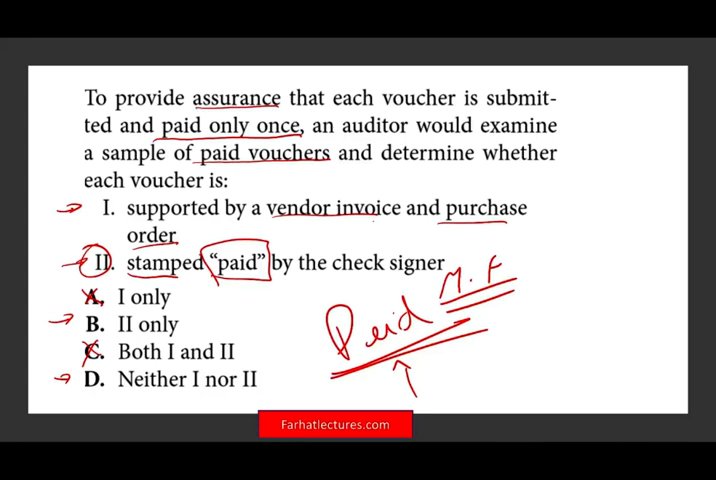 To provide assurance that each voucher is submit-
ted and paid only once, an auditor would examine
a sample of paid vouchers and determine whether
each voucher is:
I. supported by a vendor invoice and purchase
order
II. stamped “paid” by the check signer
A. I only
B. II only
C. Both I and II
D. Neither I nor II
Paid M.F
Farhatlectures.com